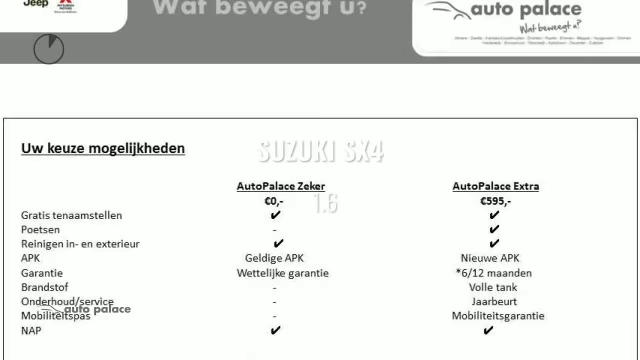 Jeep
Wat beweegt u?
auto palace
Wat beweegt u?
Uw keuze mogelijkheden
SUZUKI SX4
1.6
AutoPalace Zeker AutoPalace Extra
€0,- €595,-
Gratis tenaamstellen ✔ ✔
Poetsen - ✔
Reinigen in- en exterieur ✔ ✔
APK Geldige APK Nieuwe APK
Garantie Wettelijke garantie *6/12 maanden
Brandstof - Volle tank
Onderhoud/service - Jaarbeurt
auto palace
Mobiliteitspas - Mobiliteitsgarantie
NAP ✔ ✔